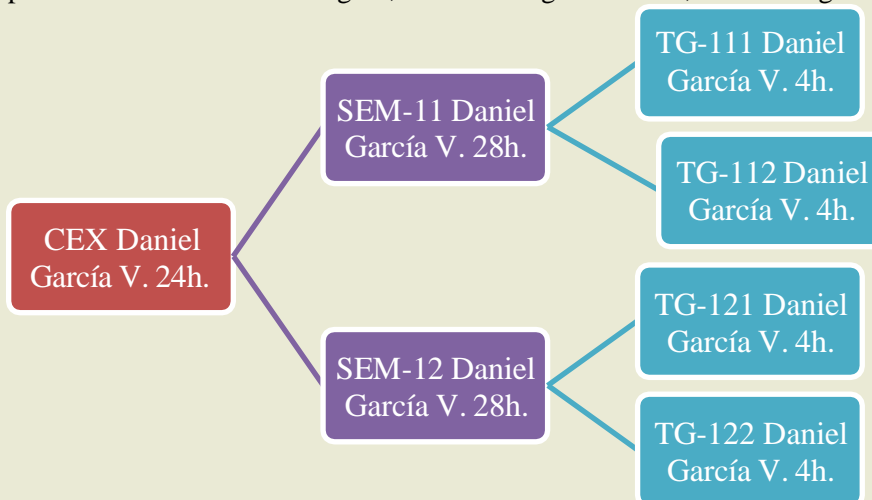 TG-111 Daniel
García V. 4h.
SEM-11 Daniel
García V. 28h.
TG-112 Daniel
García V. 4h.
CEX Daniel
García V. 24h.
TG-121 Daniel
García V. 4h.
SEM-12 Daniel
García V. 28h.
TG-122 Daniel
García V. 4h.